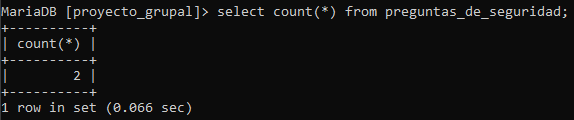 MariaDB [proyecto_grupal]> select count(*) from preguntas_de_seguridad;
+----------+
| count(*) |
+----------+
|        2 |
+----------+
1 row in set (0.066 sec)